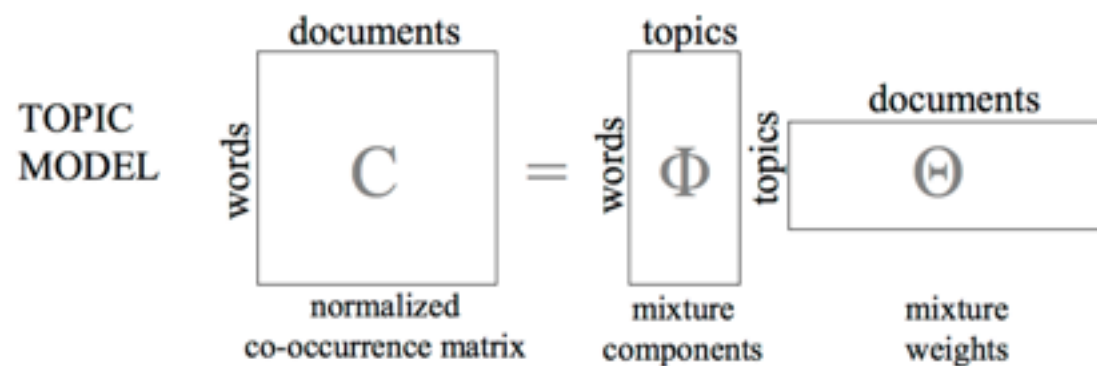 TOPIC
MODEL
documents
words
C
normalized
co-occurrence matrix
=
topics
words
Φ
mixture
components
documents
topics
Θ
mixture
weights